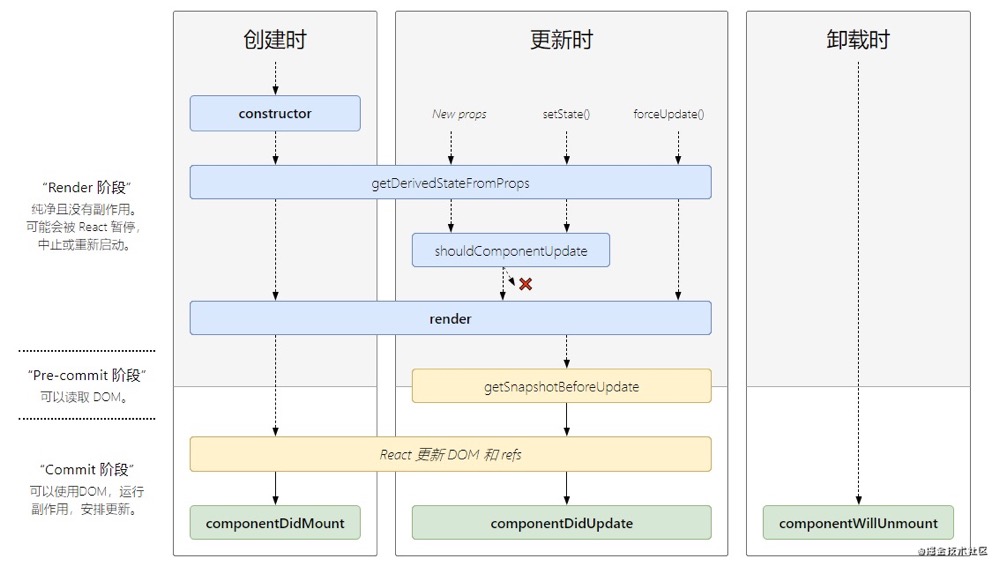 创建时
更新时
卸载时
constructor
New props
setState()
forceUpdate()
getDerivedStateFromProps
“Render 阶段”
纯净且没有副作用。
可能会被 React 暂停，
中止或重新启动。
shouldComponentUpdate
render
“Pre-commit 阶段”
可以读取 DOM。
getSnapshotBeforeUpdate
React 更新 DOM 和 refs
“Commit 阶段”
可以使用DOM，运行
副作用，安排更新。
componentDidMount
componentDidUpdate
componentWillUnmount
@掘金技术社区